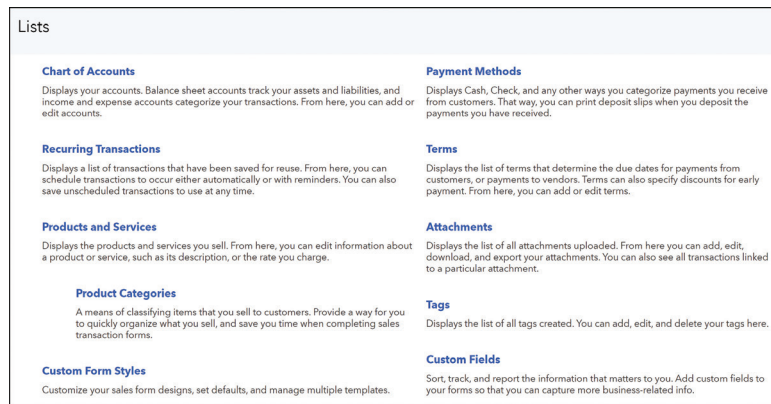 Lists
Chart of Accounts
Displays your accounts. Balance sheet accounts track your assets and liabilities, and
income and expense accounts categorize your transactions. From here, you can add or
edit accounts.
Recurring Transactions
Displays a list of transactions that have been saved for reuse. From here, you can
schedule transactions to occur either automatically or with reminders. You can also
save unscheduled transactions to use at any time.
Products and Services
Displays the products and services you sell. From here, you can edit information about
a product or service, such as its description, or the rate you charge.
Product Categories
A means of classifying items that you sell to customers. Provide a way for you
to quickly organize what you sell, and save you time when completing sales
transaction forms.
Custom Form Styles
Customize your sales form designs, set defaults, and manage multiple templates.
Payment Methods
Displays Cash, Check, and any other ways you categorize payments you receive
from customers. That way, you can print deposit slips when you deposit the
payments you have received.
Terms
Displays the list of terms that determine the due dates for payments from
customers, or payments to vendors. Terms can also specify discounts for early
payment. From here, you can add or edit terms.
Attachments
Displays the list of all attachments uploaded. From here you can add, edit,
download, and export your attachments. You can also see all transactions linked
to a particular attachment.
Tags
Displays the list of all tags created. You can add, edit, and delete your tags here.
Custom Fields
Sort, track, and report the information that matters to you. Add custom fields to
your forms so that you can capture more business-related info.